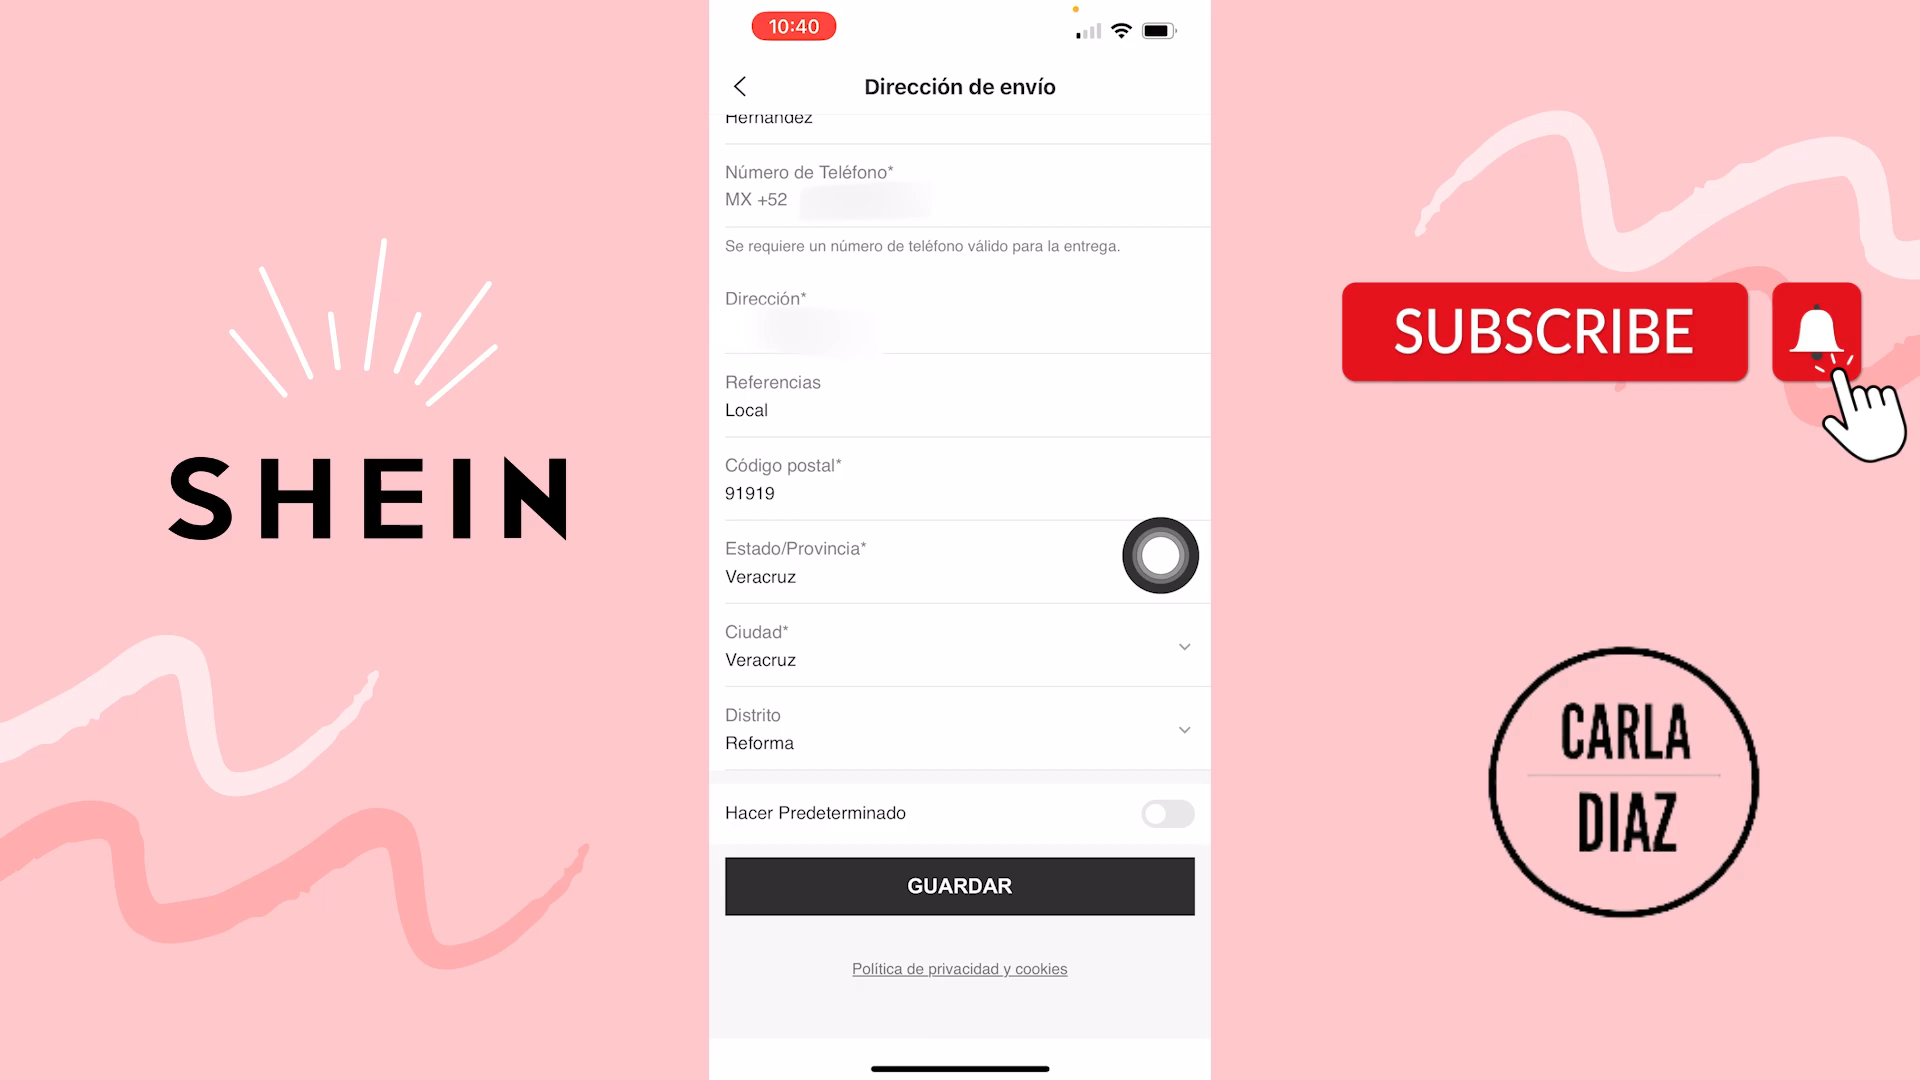 SHEIN
10:40
Dirección de envío
Hernandez
Número de Teléfono*
MX +52
Se requiere un número de teléfono válido para la entrega.
Dirección*
Referencias
Local
Código postal*
91919
Estado/Provincia*
Veracruz
Ciudad*
Veracruz
Distrito
Reforma
Hacer Predeterminado
GUARDAR
Política de privacidad y cookies
SUBSCRIBE
CARLA
DIAZ